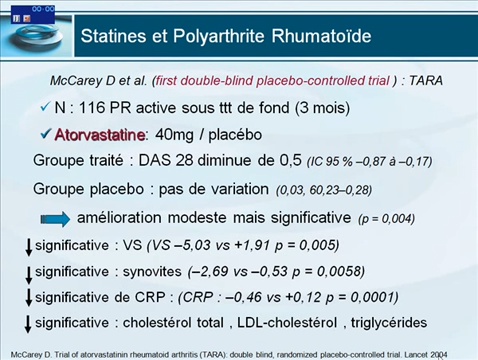 00:00
Statines et Polyarthrite Rhumatoïde
McCarey D et al. (first double-blind placebo-controlled trial ) : TARA
✓ N : 116 PR active sous ttt de fond (3 mois)
✓ Atorvastatine: 40mg / placébo
Groupe traité : DAS 28 diminue de 0,5 (IC 95 % –0,87 à –0,17)
Groupe placebo : pas de variation (0,03, 60,23–0,28)
amélioration modeste mais significative (p = 0,004)
significative : VS (VS –5,03 vs +1,91 p = 0,005)
significative : synovites (–2,69 vs –0,53 p = 0,0058)
significative de CRP : (CRP : –0,46 vs +0,12 p = 0,0001)
significative : cholestérol total , LDL-cholestérol , triglycérides
McCarey D. Trial of atorvastatinin rheumatoid arthritis (TARA): double blind, randomized placebo-controlled trial. Lancet 2004